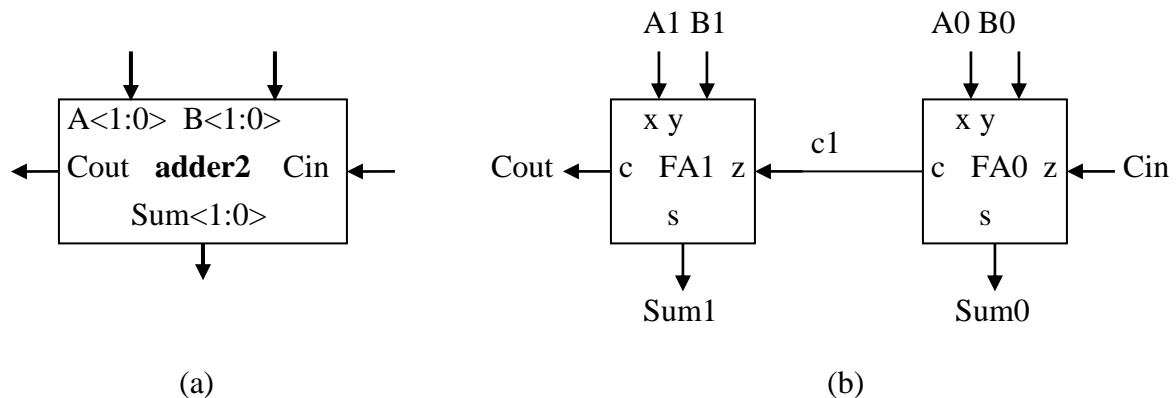 A<1:0> B<1:0>
Cout adder2 Cin
Sum<1:0>
(a)
A1 B1
A0 B0
x y
x y
c1
Cout
c FA1 z
c FA0 z
Cin
s
s
Sum1
Sum0
(b)